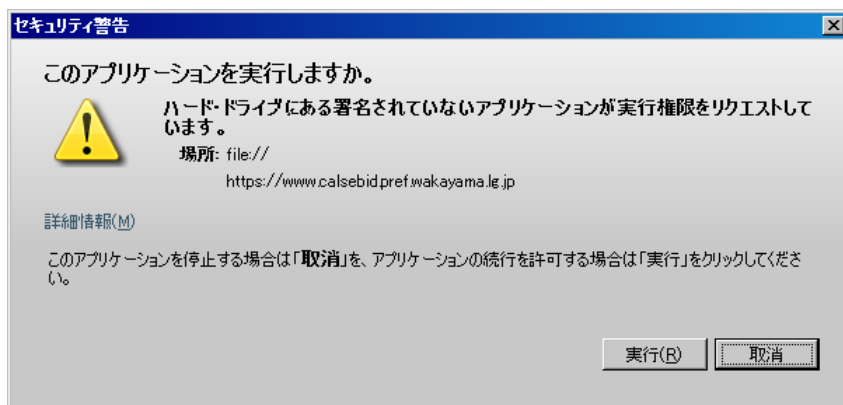 セキュリティ警告
このアプリケーションを実行しますか。
ハード・ドライブにある署名されていないアプリケーションが実行権限をリクエストして
います。
場所: file://
https://www.calsebid.pref.wakayama.lg.jp
詳細情報(M)
このアプリケーションを停止する場合は「取消」を、アプリケーションの続行を許可する場合は「実行」をクリックしてくださ
い。
実行(R) 取消